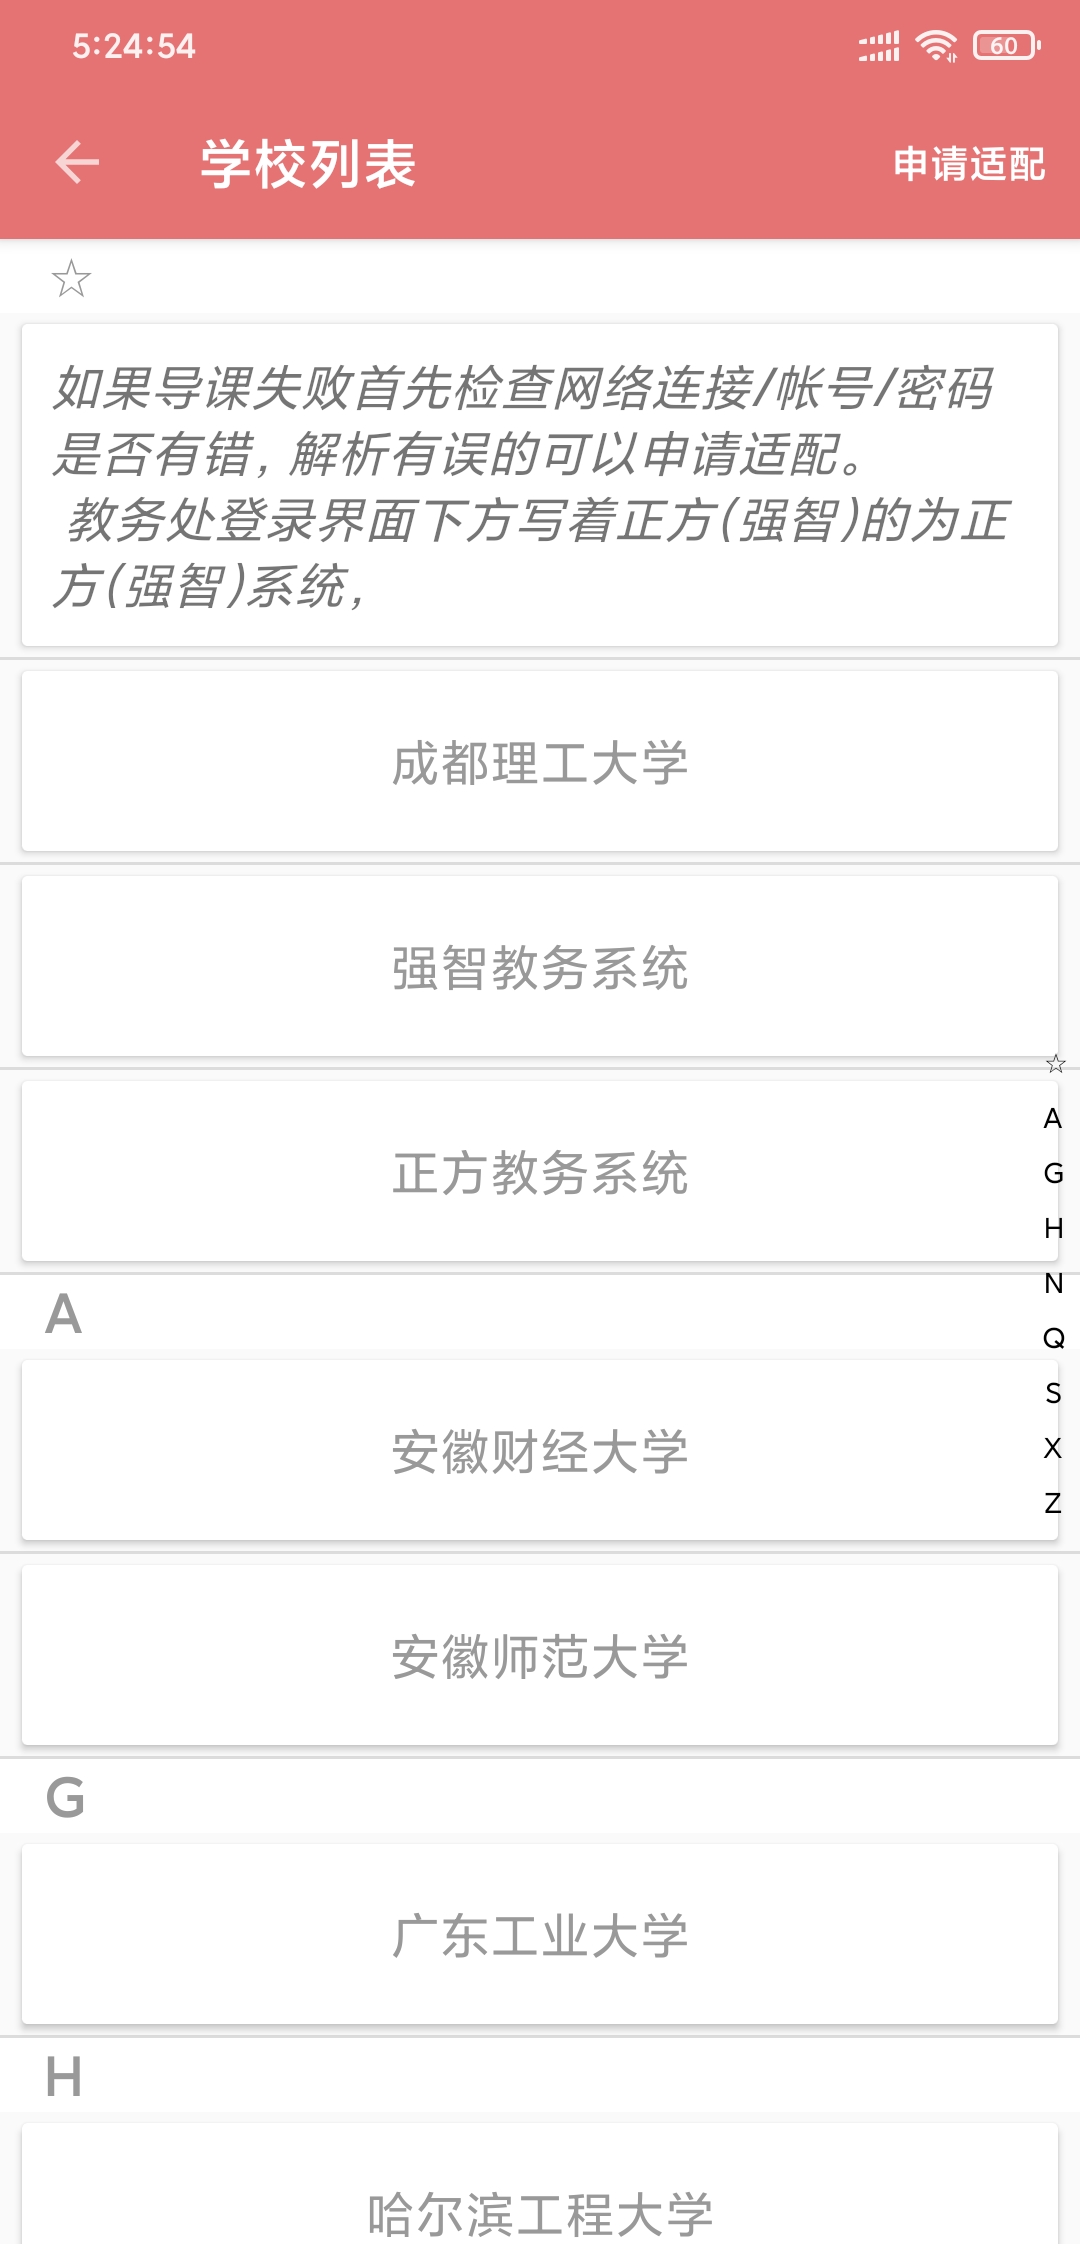 5:24:54
60
学校列表
申请适配
☆
如果导课失败首先检查网络连接/帐号/密码
是否有错，解析有误的可以申请适配。
教务处登录界面下方写着正方(强智)的为正
方(强智)系统，
成都理工大学
强智教务系统
正方教务系统
☆
A
G
H
N
Q
S
X
Z
A
安徽财经大学
安徽师范大学
G
广东工业大学
H
哈尔滨工程大学